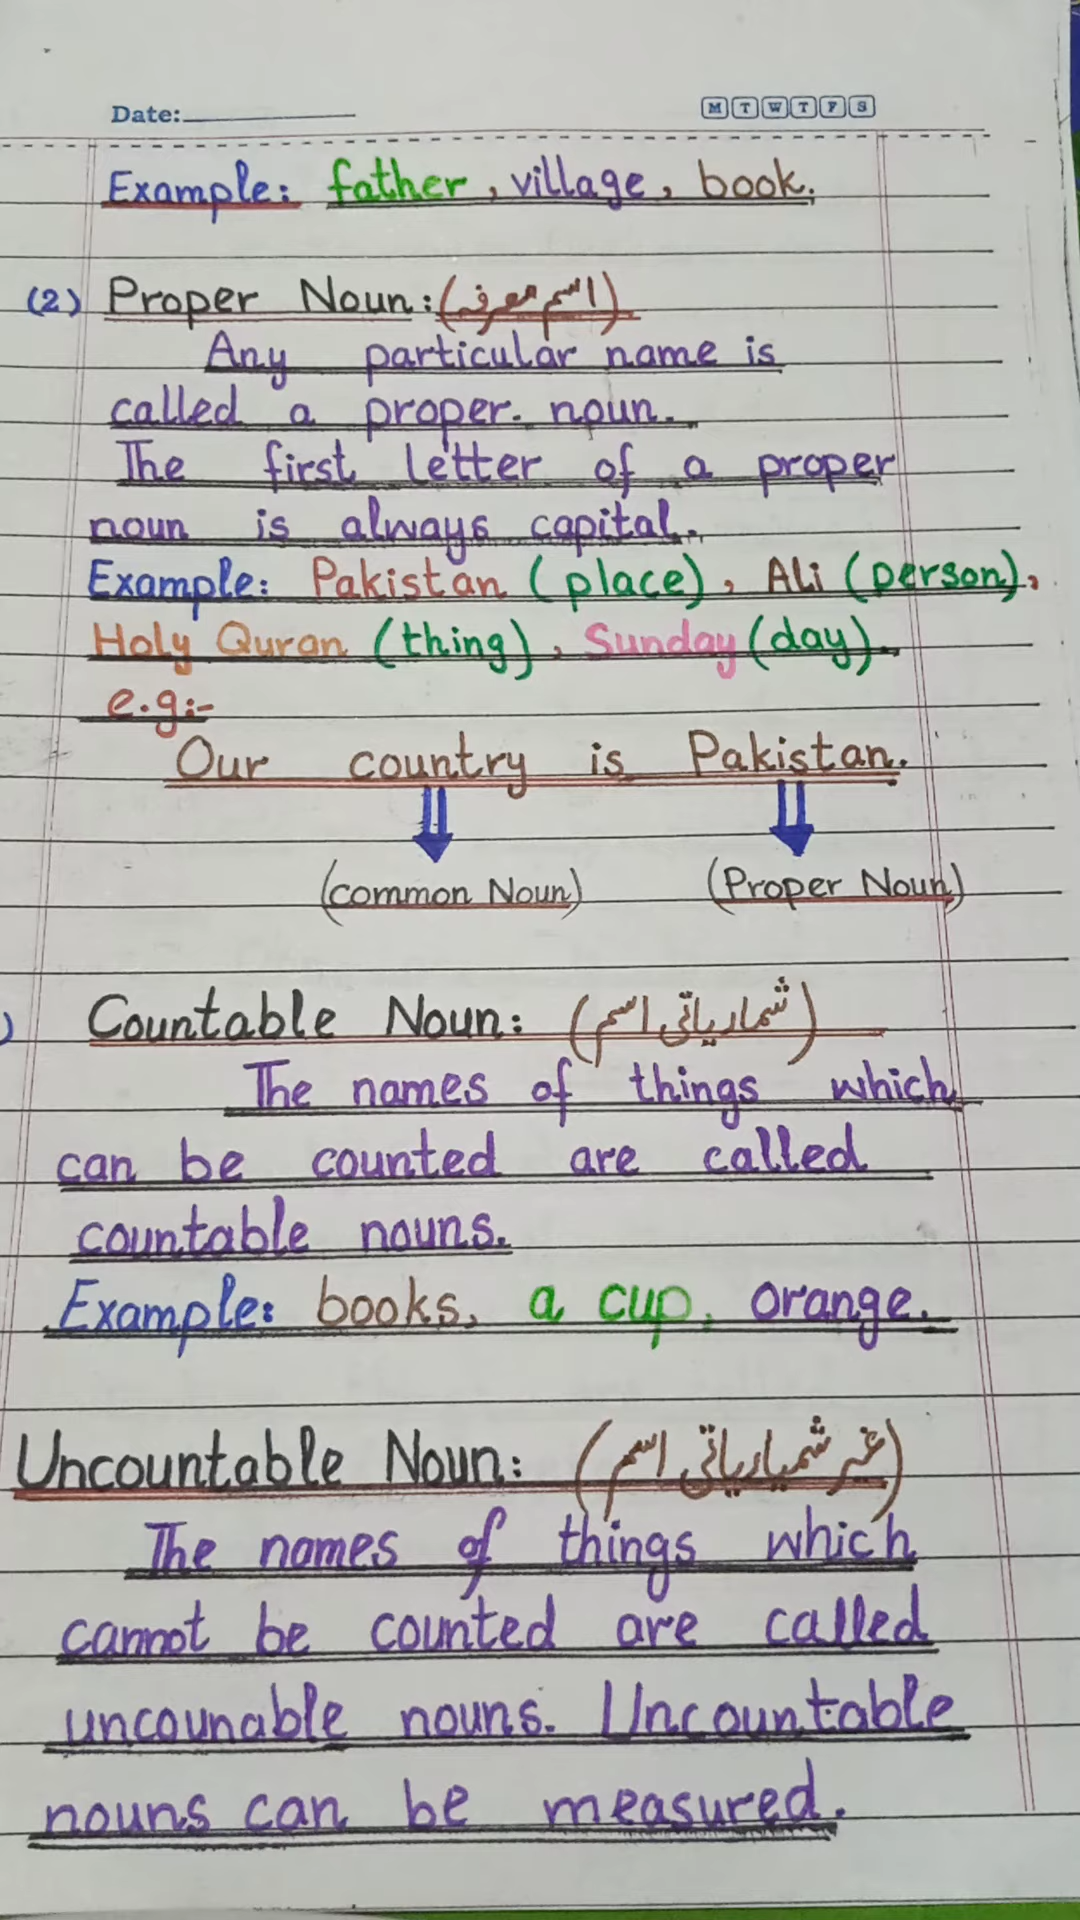 Date:
M T W T F S
Example: father, village, book.
(2) Proper Noun: (اسم معرفہ)
Any particular name is
called a proper. noun.
The first letter of a proper
noun is always capital.
Example: Pakistan (place), Ali (person),
Holy Quran (thing), Sunday (day).
e.g:-
Our country is Pakistan.
(common Noun) (Proper Noun)
) Countable Noun: (شماریاتی اسم)
The names of things which
can be counted are called
countable nouns.
Example: books, a cup, orange.
Uncountable Noun: (غیر شمیاریاتی اسم)
The names of things which
cannot be counted are called
uncounable nouns. Uncountable
nouns can be measured.